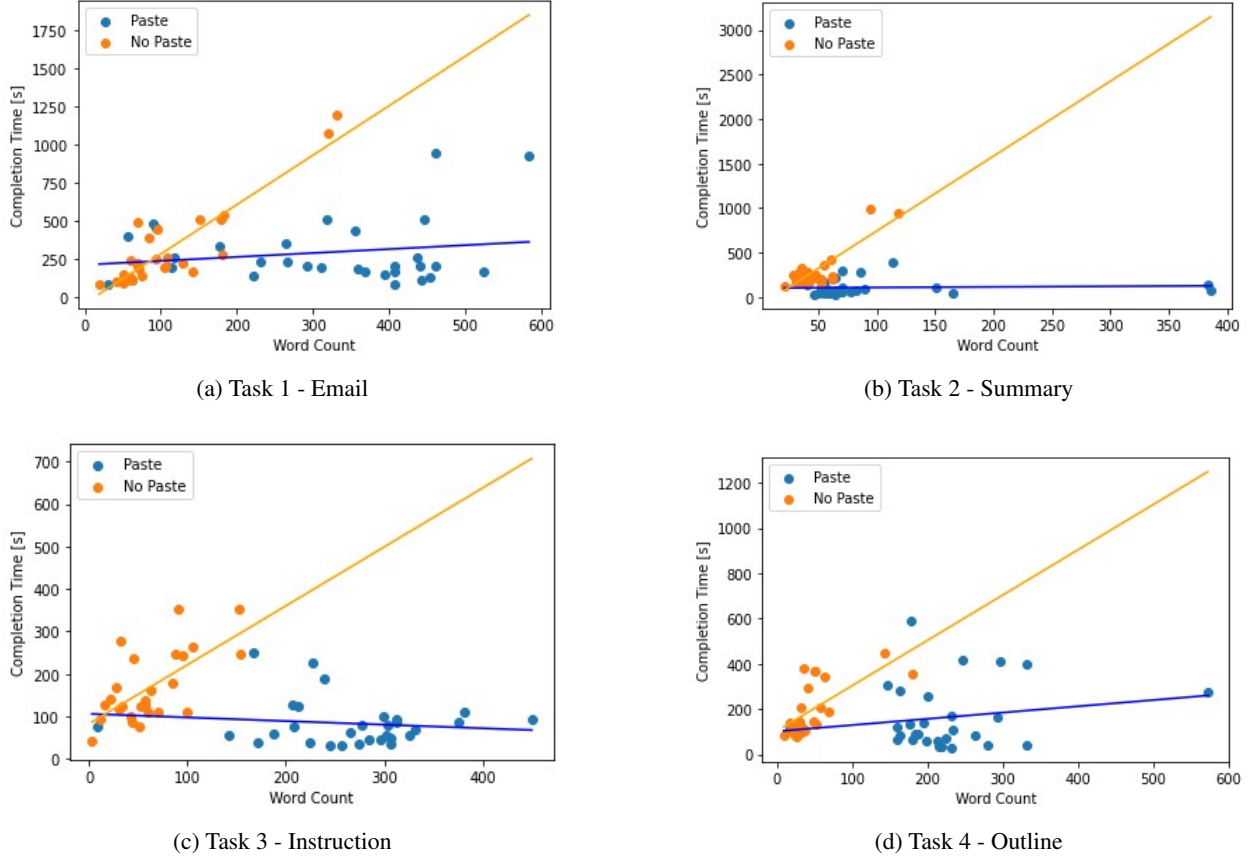 Paste
No Paste
1750
1500
1250
1000
750
500
250
0
Completion Time [s]
0 100 200 300 400 500 600
Word Count
(a) Task 1 - Email
Paste
No Paste
3000
2500
2000
1500
1000
500
0
Completion Time [s]
50 100 150 200 250 300 350 400
Word Count
(b) Task 2 - Summary
Paste
No Paste
700
600
500
400
300
200
100
0
Completion Time [s]
0 100 200 300 400
Word Count
(c) Task 3 - Instruction
Paste
No Paste
1200
1000
800
600
400
200
0
Completion Time [s]
0 100 200 300 400 500 600
Word Count
(d) Task 4 - Outline